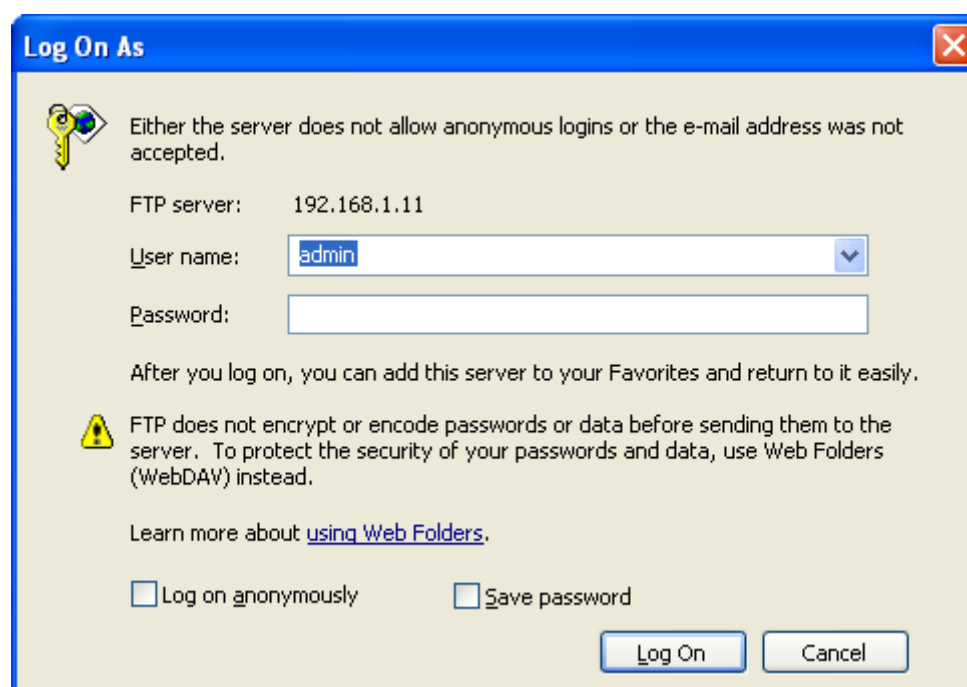 Log On As
Either the server does not allow anonymous logins or the e-mail address was not
accepted.
FTP server: 192.168.1.11
User name: admin
Password:
After you log on, you can add this server to your Favorites and return to it easily.
FTP does not encrypt or encode passwords or data before sending them to the
server. To protect the security of your passwords and data, use Web Folders
(WebDAV) instead.
Learn more about using Web Folders.
Log on anonymously Save password
Log On Cancel